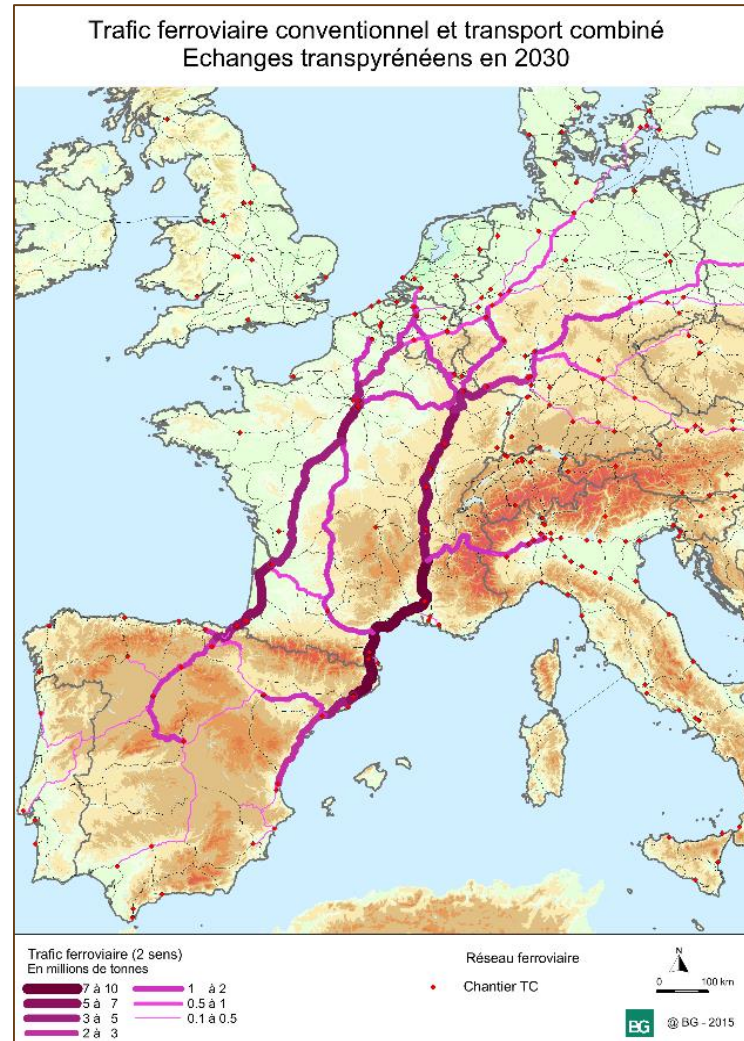 Trafic ferroviaire conventionnel et transport combiné
Echanges transpyrénéens en 2030
Trafic ferroviaire (2 sens)
En millions de tonnes
7 à 10
5 à 7
3 à 5
2 à 3
1 à 2
0.5 à 1
0.1 à 0.5
Réseau ferroviaire
Chantier TC
N
0 100 km
BG @ BG - 2015